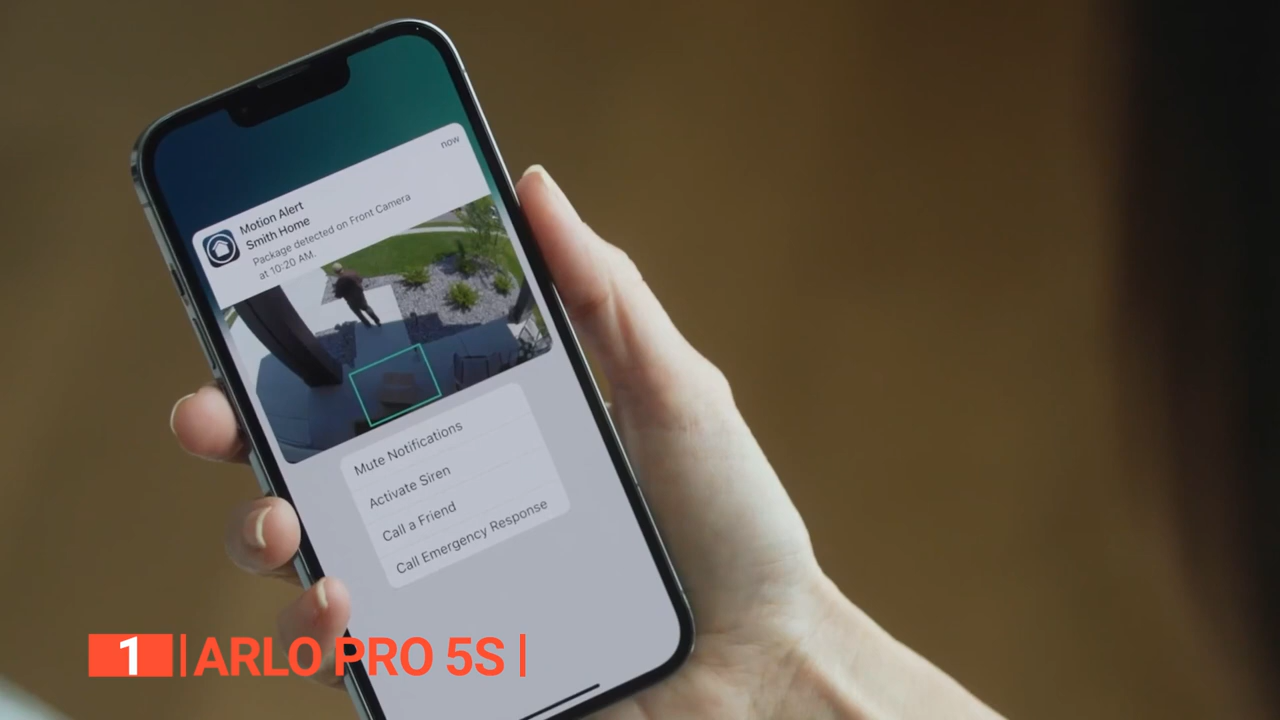 now
Motion Alert
Smith Home
Package detected on Front Camera
at 10:20 AM.
Mute Notifications
Activate Siren
Call a Friend
Call Emergency Response
1 | ARLO PRO 5S |